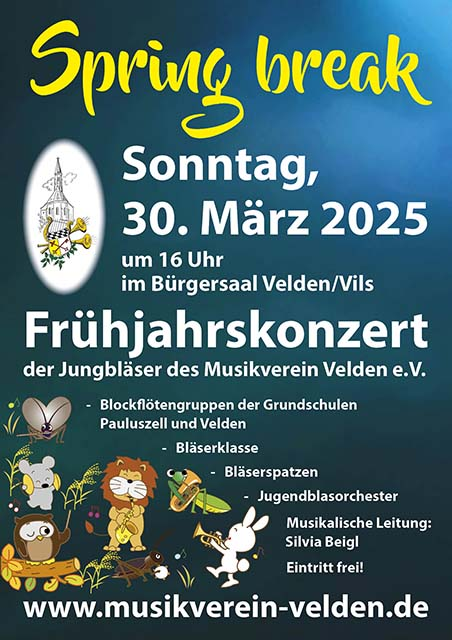 Spring break
Sonntag,
30. März 2025
um 16 Uhr
im Bürgersaal Velden/Vils
Frühjahrskonzert
der Jungbläser des Musikverein Velden e.V.
- Blockflötengruppen der Grundschulen
Pauluszell und Velden
- Bläserklasse
- Bläserspatzen
- Jugendblasorchester
Musikalische Leitung:
Silvia Beigl
Eintritt frei!
www.musikverein-velden.de